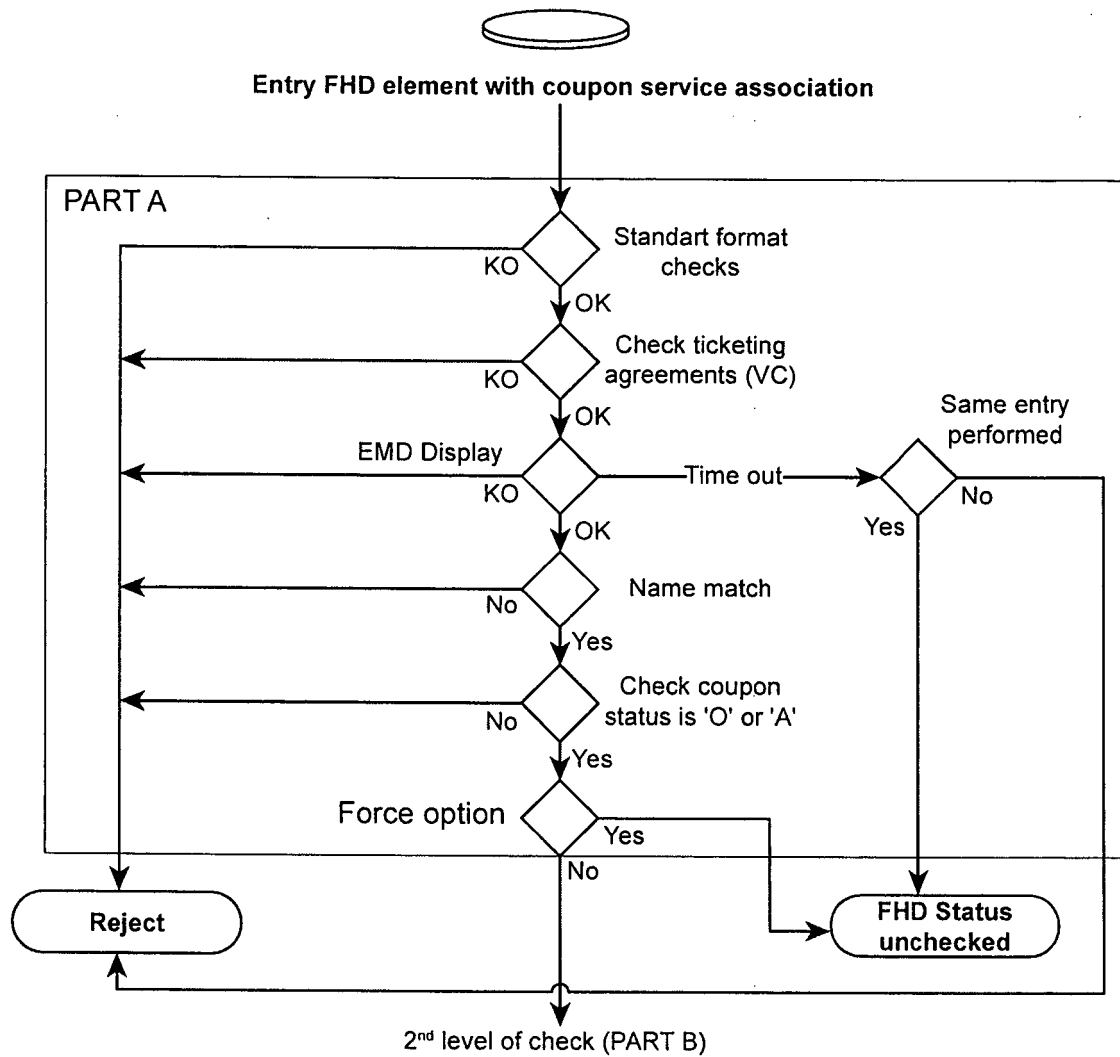 Entry FHD element with coupon service association
PART A
Standart format
checks
KO
OK
Check ticketing
agreements (VC)
KO
OK
Same entry
performed
EMD Display
KO
Time out
No
Yes
OK
Name match
No
Yes
Check coupon
status is 'O' or 'A'
No
Yes
Force option
Yes
No
Reject
FHD Status
unchecked
2nd level of check (PART B)